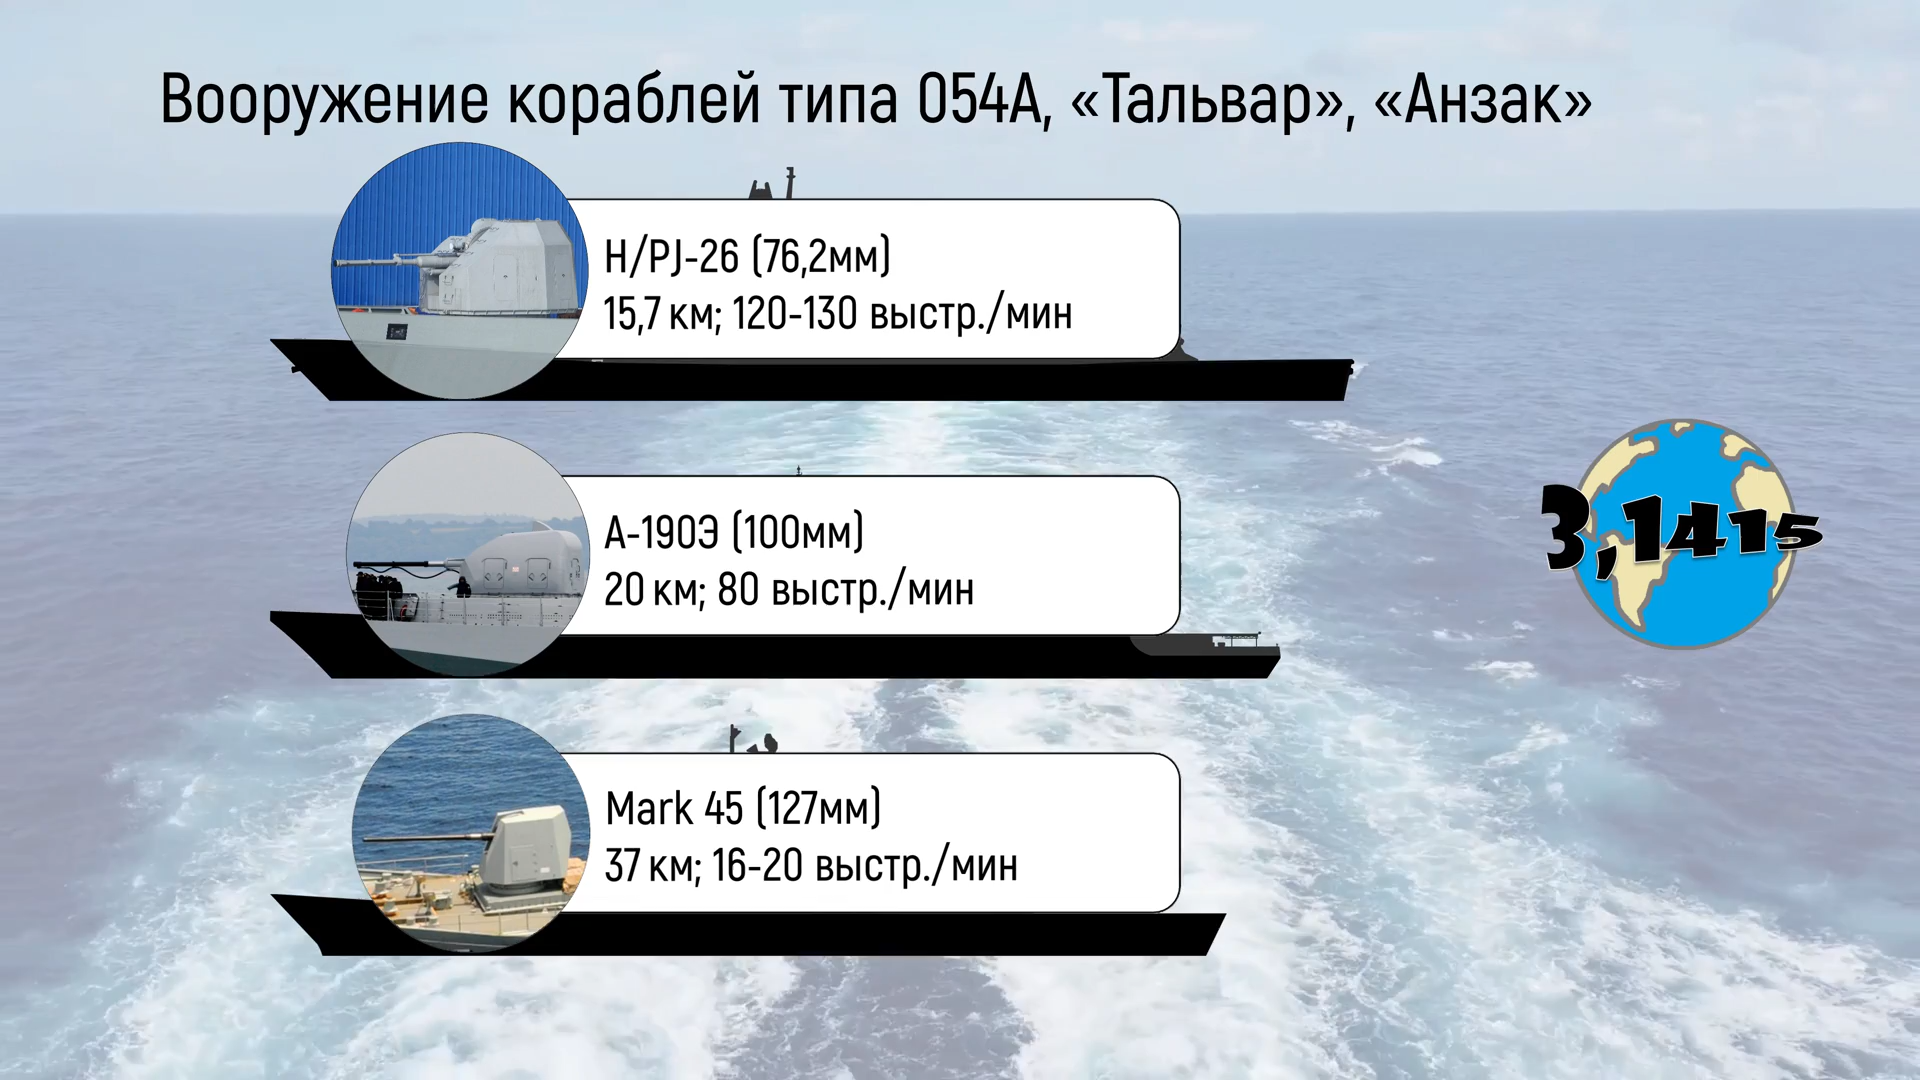 Вооружение кораблей типа 054А, «Тальвар», «Анзак»
H/PJ-26 (76,2мм)
15,7 км; 120-130 выстр./мин
А-190Э (100мм)
20 км; 80 выстр./мин
3,1415
Mark 45 (127мм)
37 км; 16-20 выстр./мин